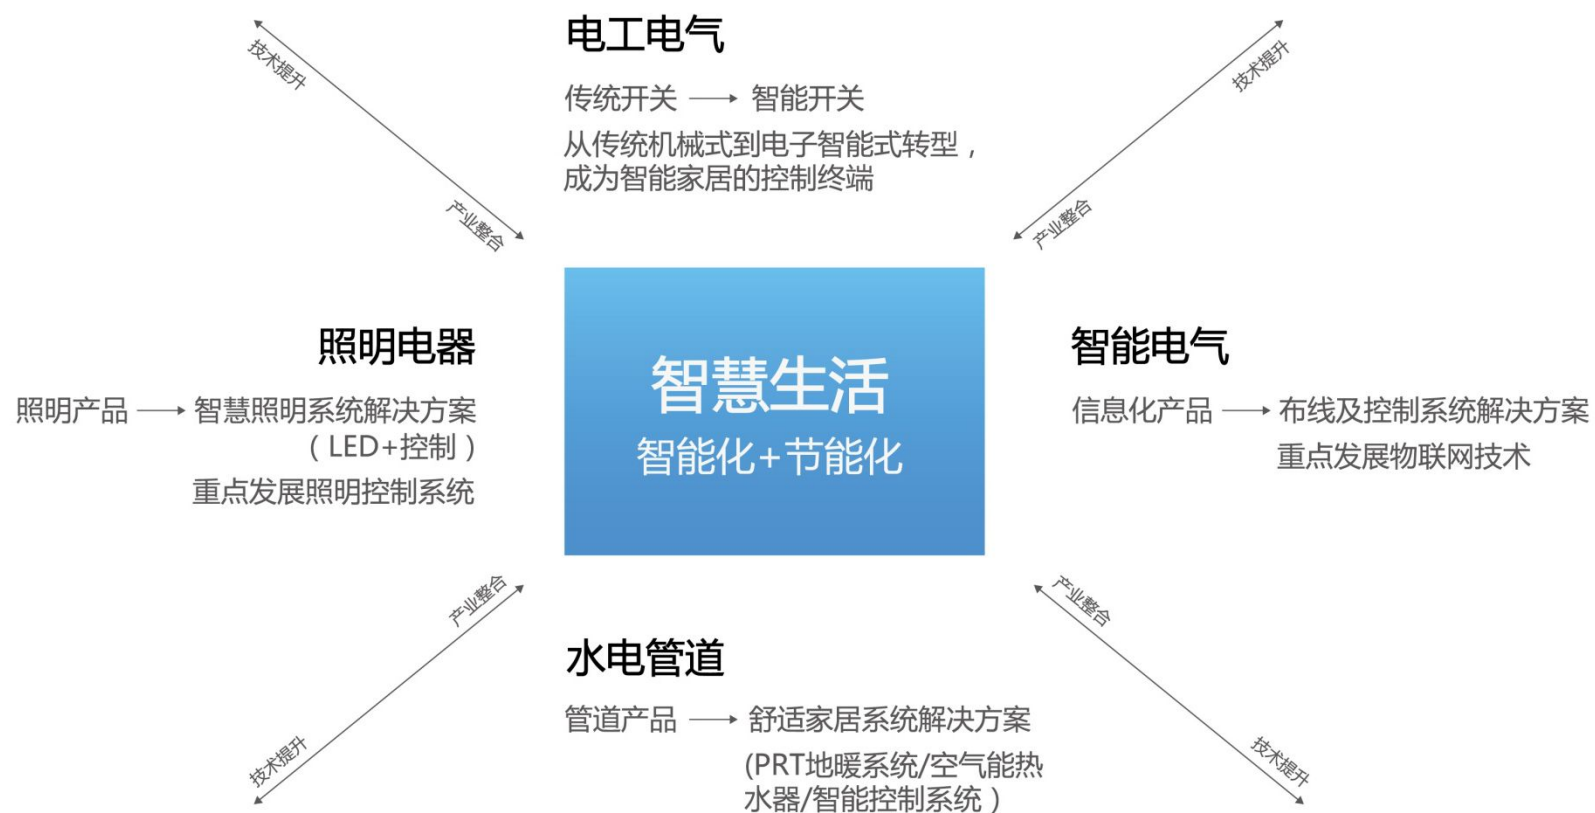 技术提升
产业整合
电工电气
传统开关 → 智能开关
从传统机械式到电子智能式转型，
成为智能家居的控制终端
技术提升
产业整合
照明电器
照明产品 → 智慧照明系统解决方案
（LED+控制）
重点发展照明控制系统
智慧生活
智能化+节能化
智能电气
信息化产品 → 布线及控制系统解决方案
重点发展物联网技术
产业整合
技术提升
水电管道
管道产品 → 舒适家居系统解决方案
(PRT地暖系统/空气能热
水器/智能控制系统）
产业整合
技术提升